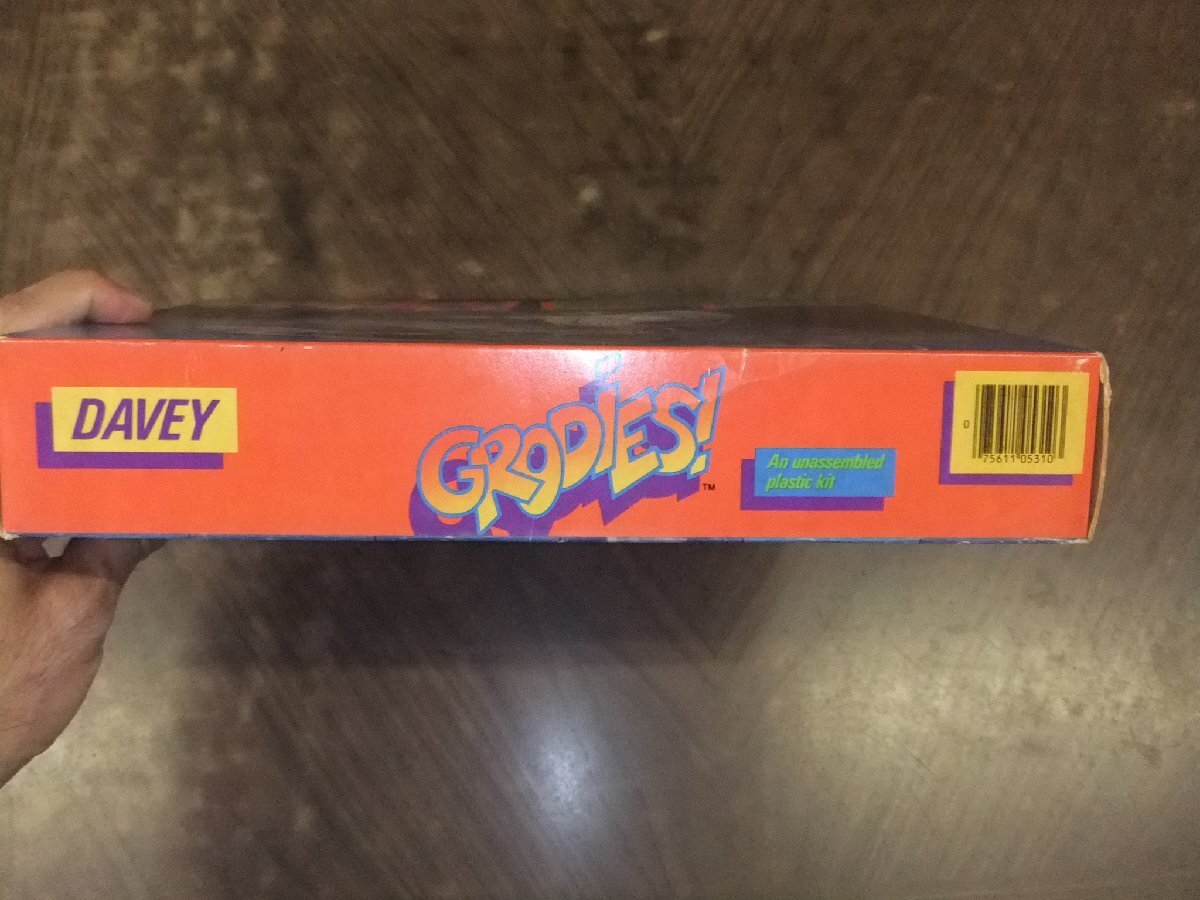 DAVEY
GRODIES!
TM
An unassembled
plastic kit
0
75611 05310